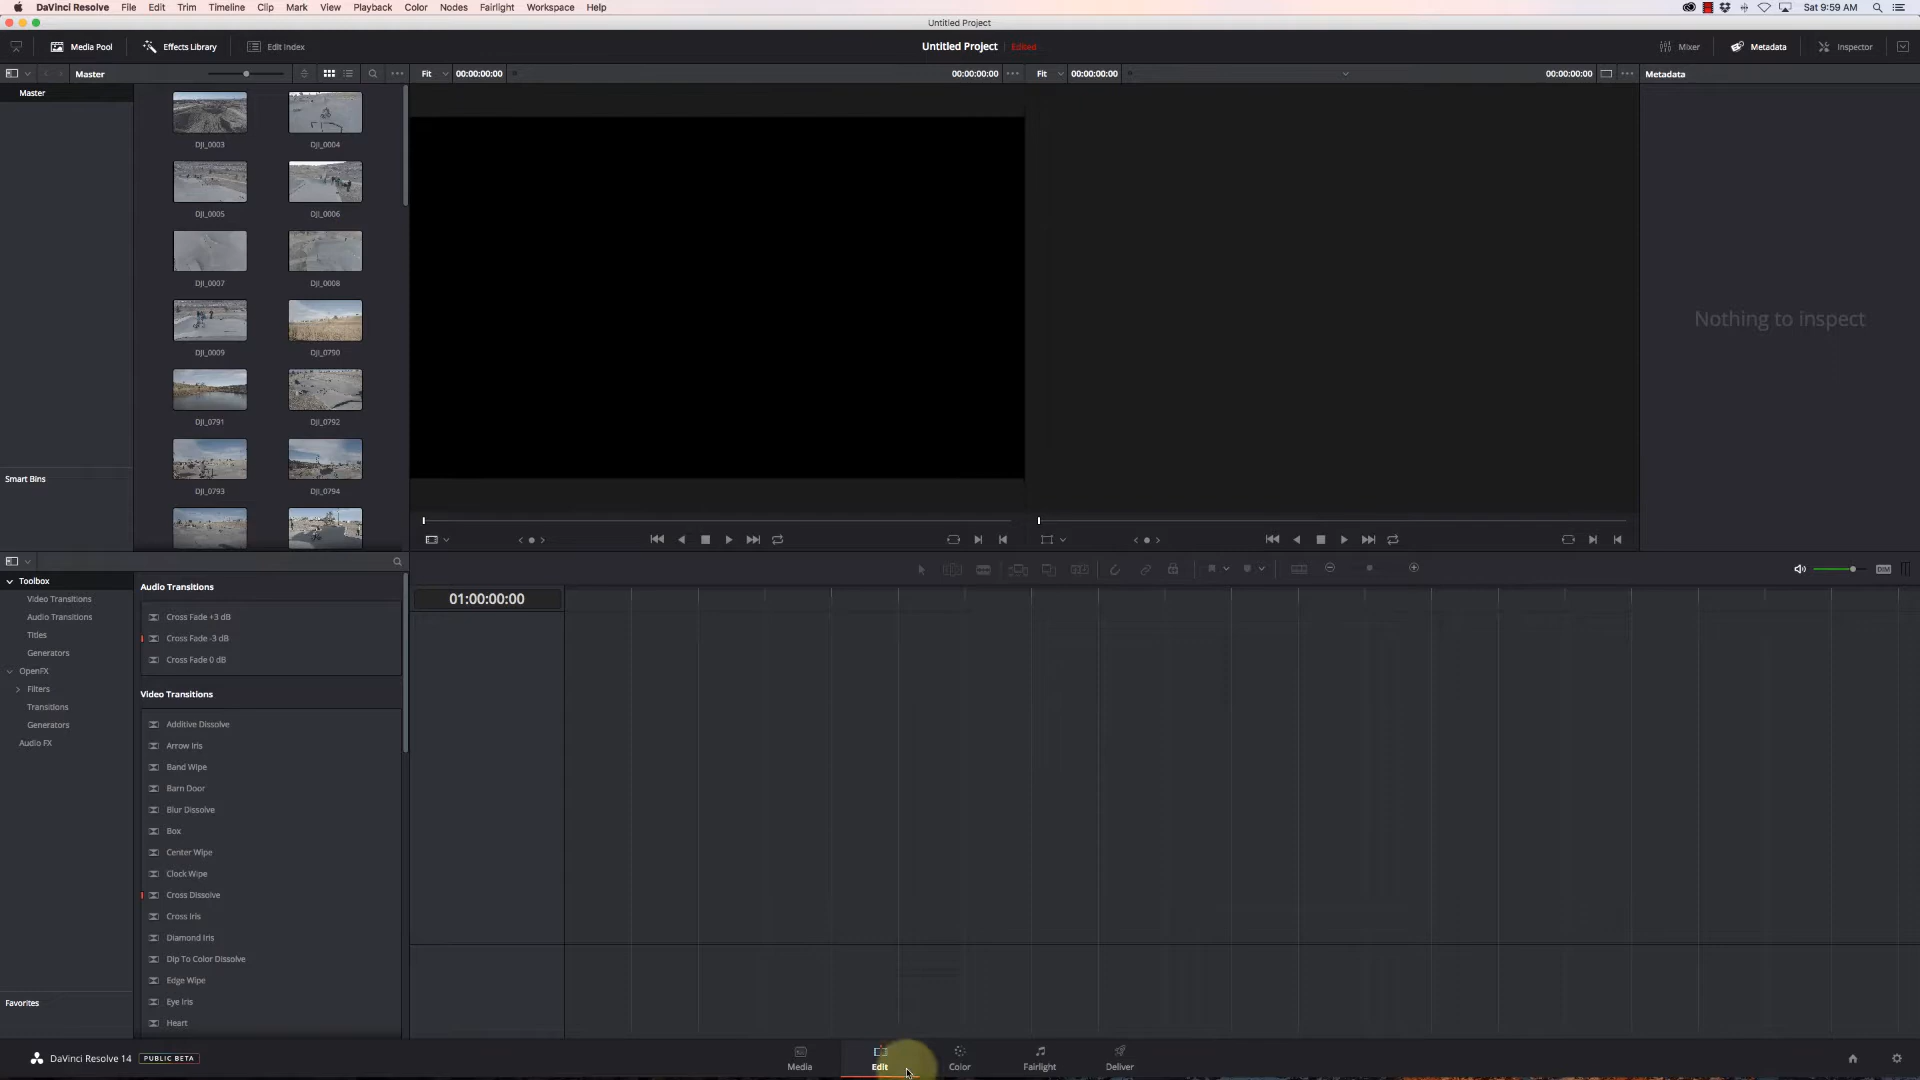 DaVinci Resolve File Edit Trim Timeline Clip Mark View Playback Color Nodes Fairlight Workspace Help Sat 9:59 AM
Untitled Project
Media Pool Effects Library Edit Index Untitled Project Edited Mixer Metadata Inspector
Master Fit 00:00:00:00 00:00:00:00 Fit 00:00:00:00 00:00:00:00 Metadata
Master
DJI_0003 DJI_0004
DJI_0005 DJI_0006
DJI_0007 DJI_0008
Nothing to inspect
DJI_0009 DJI_0790
DJI_0791 DJI_0792
Smart Bins
DJI_0793 DJI_0794
DIM
Toolbox
Video Transitions
Audio Transitions
Titles
Generators
OpenFX
Filters
Transitions
Generators
Audio FX
Favorites
Audio Transitions
Cross Fade +3 dB
Cross Fade -3 dB
Cross Fade 0 dB
Video Transitions
Additive Dissolve
Arrow Iris
Band Wipe
Barn Door
Blur Dissolve
Box
Center Wipe
Clock Wipe
Cross Dissolve
Cross Iris
Diamond Iris
Dip To Color Dissolve
Edge Wipe
Eye Iris
Heart
01:00:00:00
DaVinci Resolve 14 PUBLIC BETA
Media Edit Color Fairlight Deliver